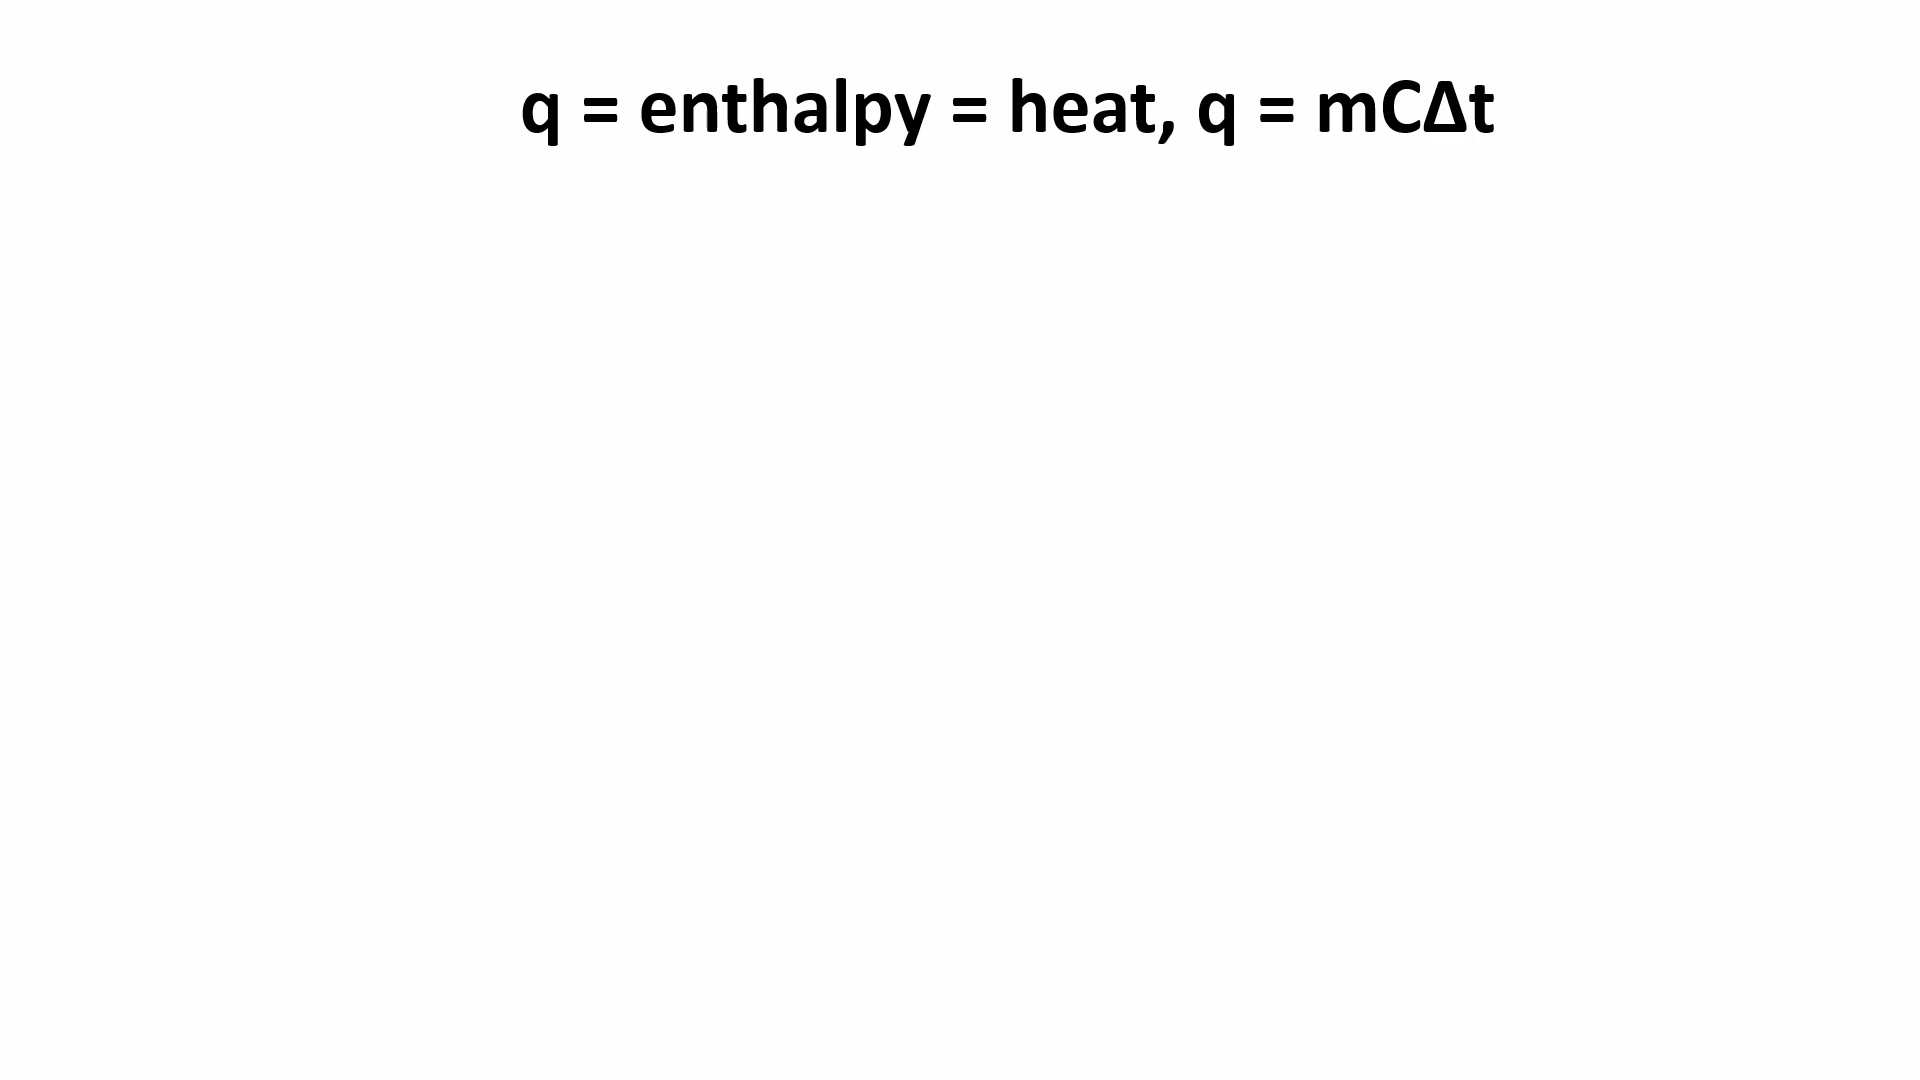 q = enthalpy = heat, q = mCΔt